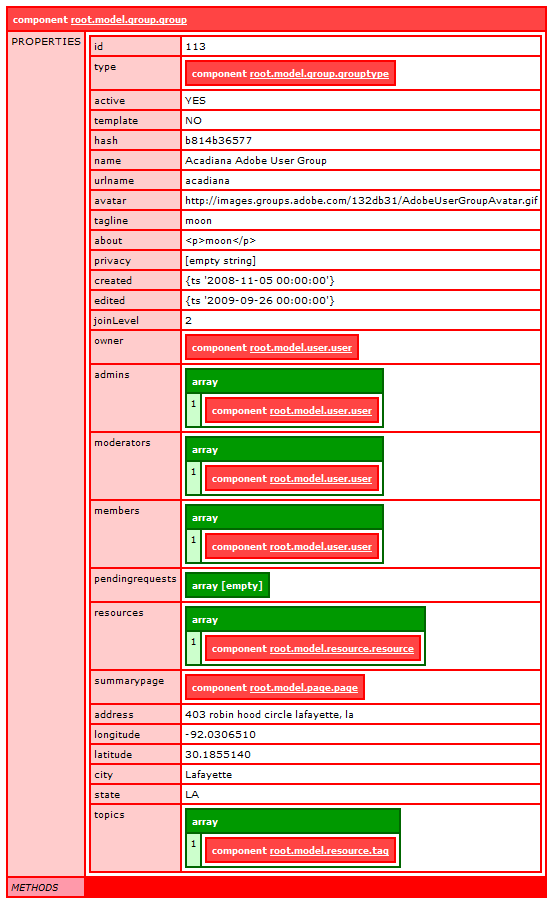 component root.model.group.group
PROPERTIES
id 113
type component root.model.group.grouptype
active YES
template NO
hash b814b36577
name Acadiana Adobe User Group
urlname acadiana
avatar http://images.groups.adobe.com/132db31/AdobeUserGroupAvatar.gif
tagline moon
about <p>moon</p>
privacy [empty string]
created {ts '2008-11-05 00:00:00'}
edited {ts '2009-09-26 00:00:00'}
joinLevel 2
owner component root.model.user.user
admins array
1 component root.model.user.user
moderators array
1 component root.model.user.user
members array
1 component root.model.user.user
pendingrequests array [empty]
resources array
1 component root.model.resource.resource
summarypage component root.model.page.page
address 403 robin hood circle lafayette, la
longitude -92.0306510
latitude 30.1855140
city Lafayette
state LA
topics array
1 component root.model.resource.tag
METHODS